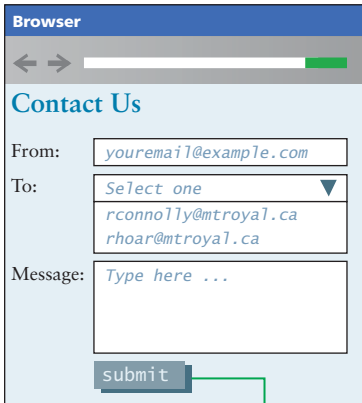 Browser
Contact Us
From: youremail@example.com
To: Select one
rconnolly@mtroyal.ca
rhoar@mtroyal.ca
Message: Type here ...
submit